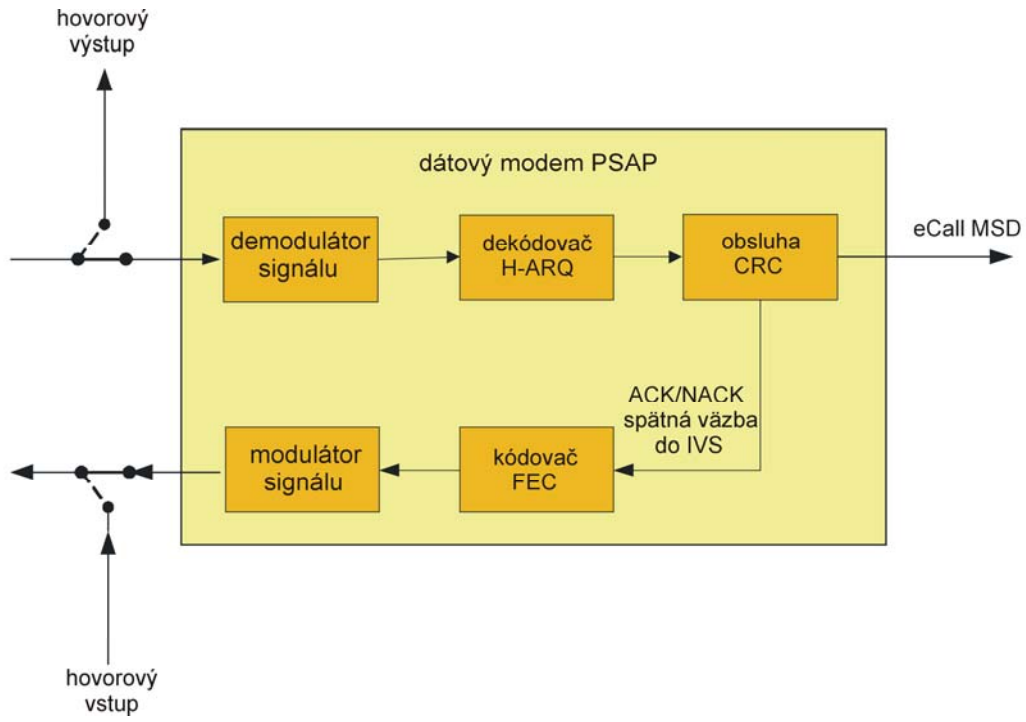 hovorový
výstup
dátový modem PSAP
demodulátor
signálu
dekódovač
H-ARQ
obsluha
CRC
eCall MSD
ACK/NACK
spätná väzba
do IVS
modulátor
signálu
kódovač
FEC
hovorový
vstup